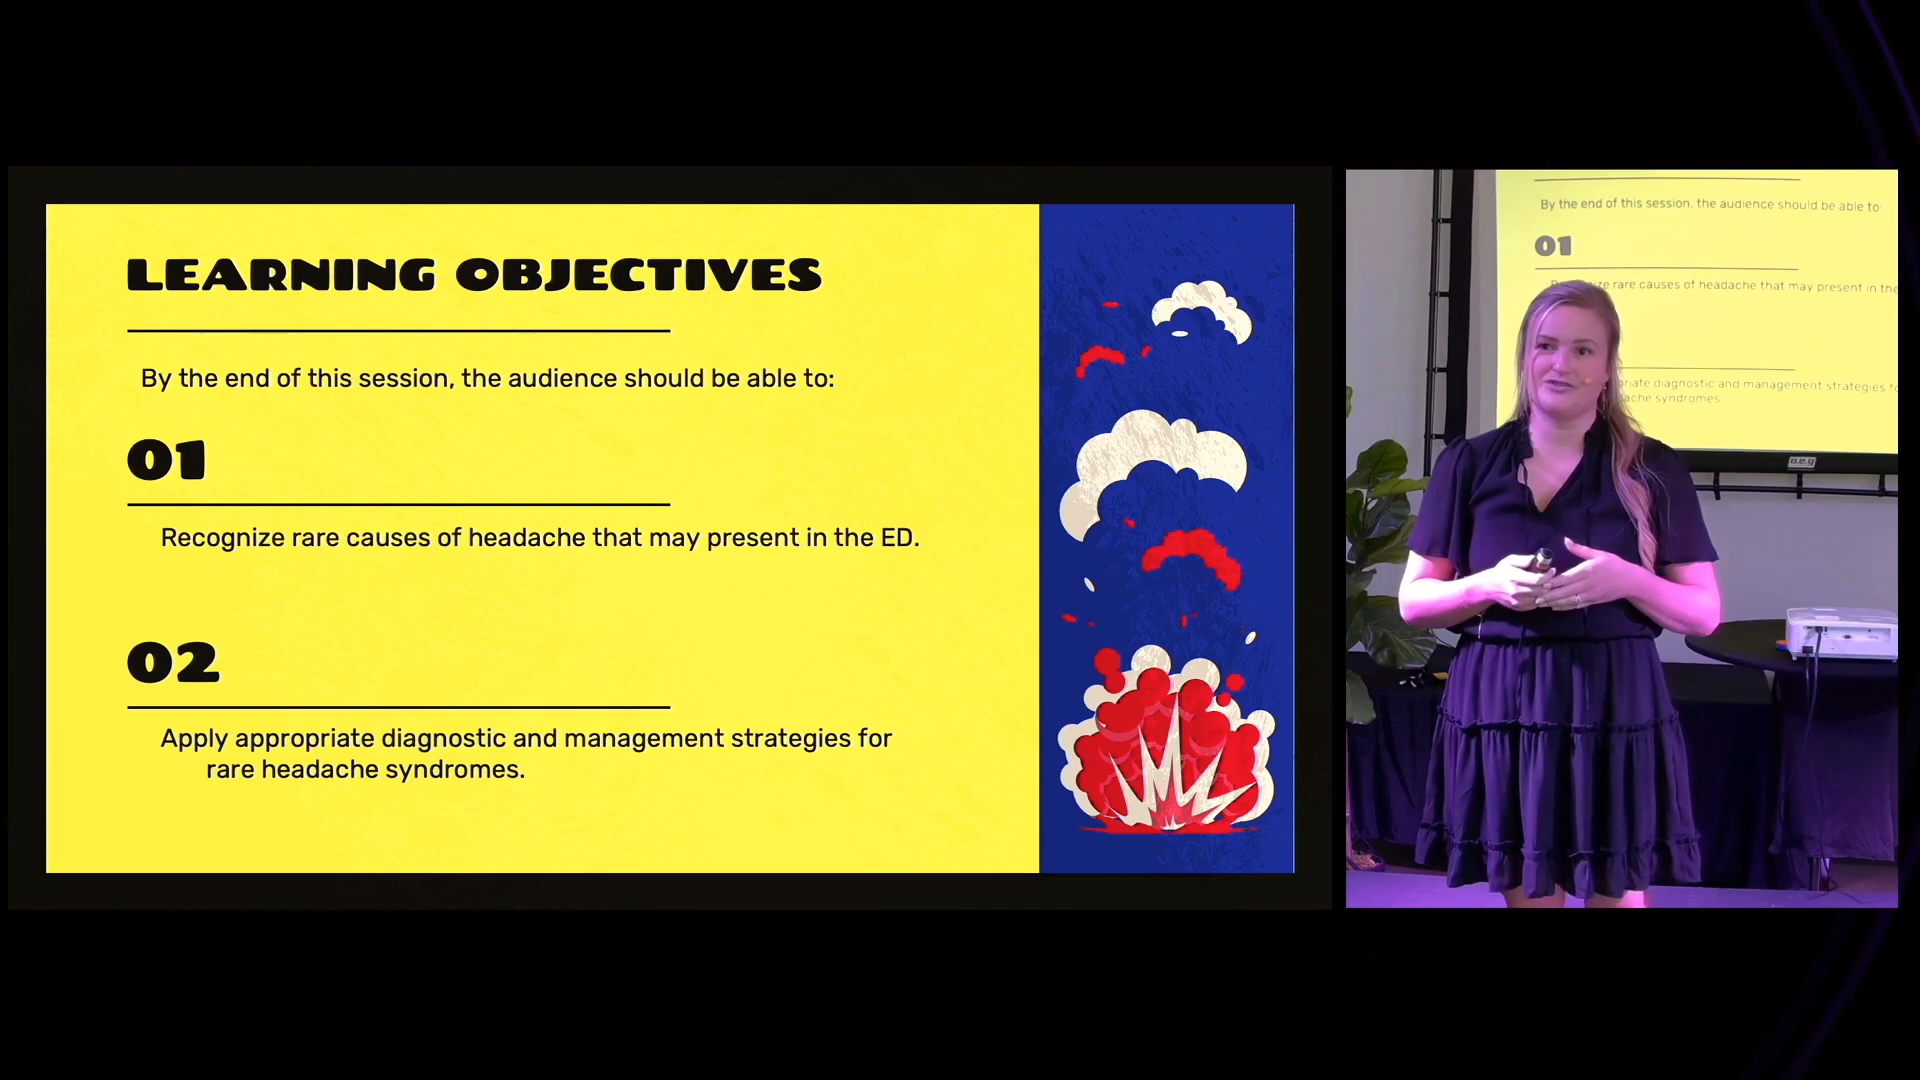 LEARNING OBJECTIVES
By the end of this session, the audience should be able to:
01
Recognize rare causes of headache that may present in the ED.
02
Apply appropriate diagnostic and management strategies for
rare headache syndromes.
By the end of this session, the audience should be able to:
01
rare causes of headache that may present in the
diagnostic and management strategies
syndromes
a.e.g